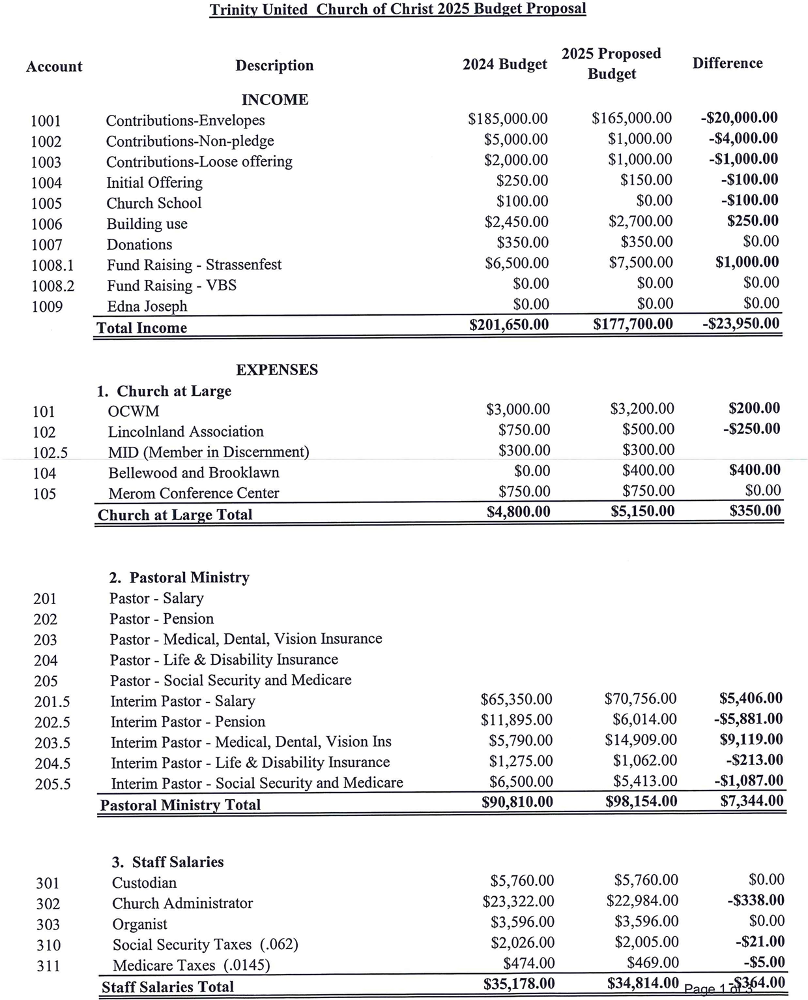 Trinity United Church of Christ 2025 Budget Proposal
Account Description 2024 Budget 2025 Proposed Budget Difference
INCOME
1001 Contributions-Envelopes $185,000.00 $165,000.00 -$20,000.00
1002 Contributions-Non-pledge $5,000.00 $1,000.00 -$4,000.00
1003 Contributions-Loose offering $2,000.00 $1,000.00 -$1,000.00
1004 Initial Offering $250.00 $150.00 -$100.00
1005 Church School $100.00 $0.00 -$100.00
1006 Building use $2,450.00 $2,700.00 $250.00
1007 Donations $350.00 $350.00 $0.00
1008.1 Fund Raising - Strassenfest $6,500.00 $7,500.00 $1,000.00
1008.2 Fund Raising - VBS $0.00 $0.00 $0.00
1009 Edna Joseph $0.00 $0.00 $0.00
Total Income $201,650.00 $177,700.00 -$23,950.00
EXPENSES
1. Church at Large
101 OCWM $3,000.00 $3,200.00 $200.00
102 Lincolnland Association $750.00 $500.00 -$250.00
102.5 MID (Member in Discernment) $300.00 $300.00
104 Bellewood and Brooklawn $0.00 $400.00 $400.00
105 Merom Conference Center $750.00 $750.00 $0.00
Church at Large Total $4,800.00 $5,150.00 $350.00
2. Pastoral Ministry
201 Pastor - Salary
202 Pastor - Pension
203 Pastor - Medical, Dental, Vision Insurance
204 Pastor - Life & Disability Insurance
205 Pastor - Social Security and Medicare
201.5 Interim Pastor - Salary $65,350.00 $70,756.00 $5,406.00
202.5 Interim Pastor - Pension $11,895.00 $6,014.00 -$5,881.00
203.5 Interim Pastor - Medical, Dental, Vision Ins $5,790.00 $14,909.00 $9,119.00
204.5 Interim Pastor - Life & Disability Insurance $1,275.00 $1,062.00 -$213.00
205.5 Interim Pastor - Social Security and Medicare $6,500.00 $5,413.00 -$1,087.00
Pastoral Ministry Total $90,810.00 $98,154.00 $7,344.00
3. Staff Salaries
301 Custodian $5,760.00 $5,760.00 $0.00
302 Church Administrator $23,322.00 $22,984.00 -$338.00
303 Organist $3,596.00 $3,596.00 $0.00
310 Social Security Taxes (.062) $2,026.00 $2,005.00 -$21.00
311 Medicare Taxes (.0145) $474.00 $469.00 -$5.00
Staff Salaries Total $35,178.00 $34,814.00 -$364.00
Page 1 of 3